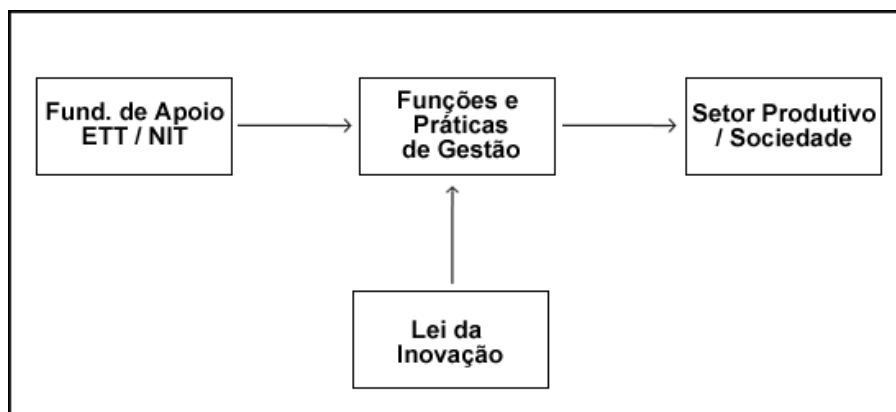 Fund. de Apoio
ETT / NIT
Funções e
Práticas
de Gestão
Setor Produtivo
/ Sociedade
Lei da
Inovação